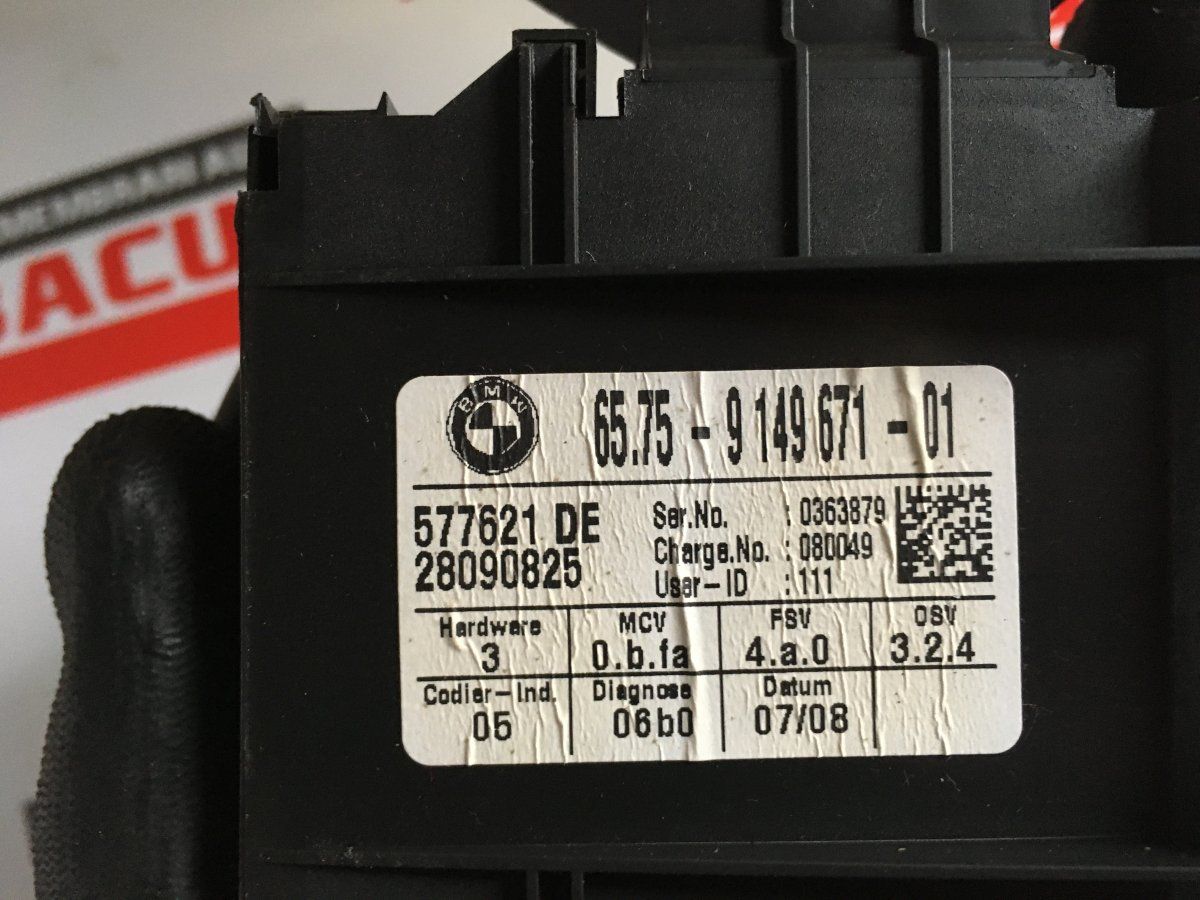 MEMBRAN A
BACU
BMW
65.75 - 9 149 671 - 01
577621 DE
28090825
Ser.No. : 0363879
Charge.No. : 080049
User-ID : 111
Hardware MCV FSV OSV
3 0.b.fa 4.a.0 3.2.4
Codier-Ind. Diagnose Datum
05 06b0 07/08